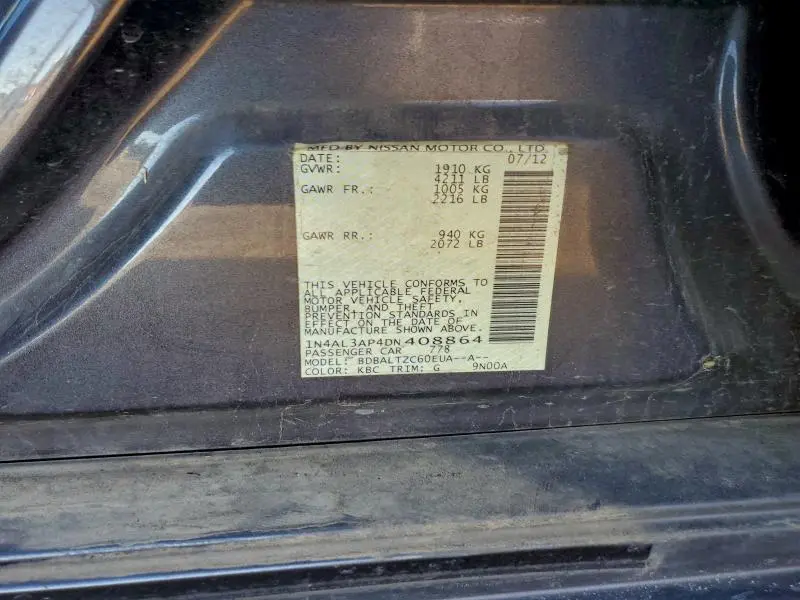 MFD BY NISSAN MOTOR CO., LTD.
DATE: 07/12
GVWR: 1910 KG
4211 LB
GAWR FR.: 1005 KG
2216 LB
GAWR RR.: 940 KG
2072 LB
THIS VEHICLE CONFORMS TO
ALL APPLICABLE FEDERAL
MOTOR VEHICLE SAFETY,
BUMPER, AND THEFT
PREVENTION STANDARDS IN
EFFECT ON THE DATE OF
MANUFACTURE SHOWN ABOVE.
1N4AL3AP4DN408864
PASSENGER CAR 778
MODEL: BDBALTZC60EUA--A--
COLOR: KBC TRIM: G 9N00A